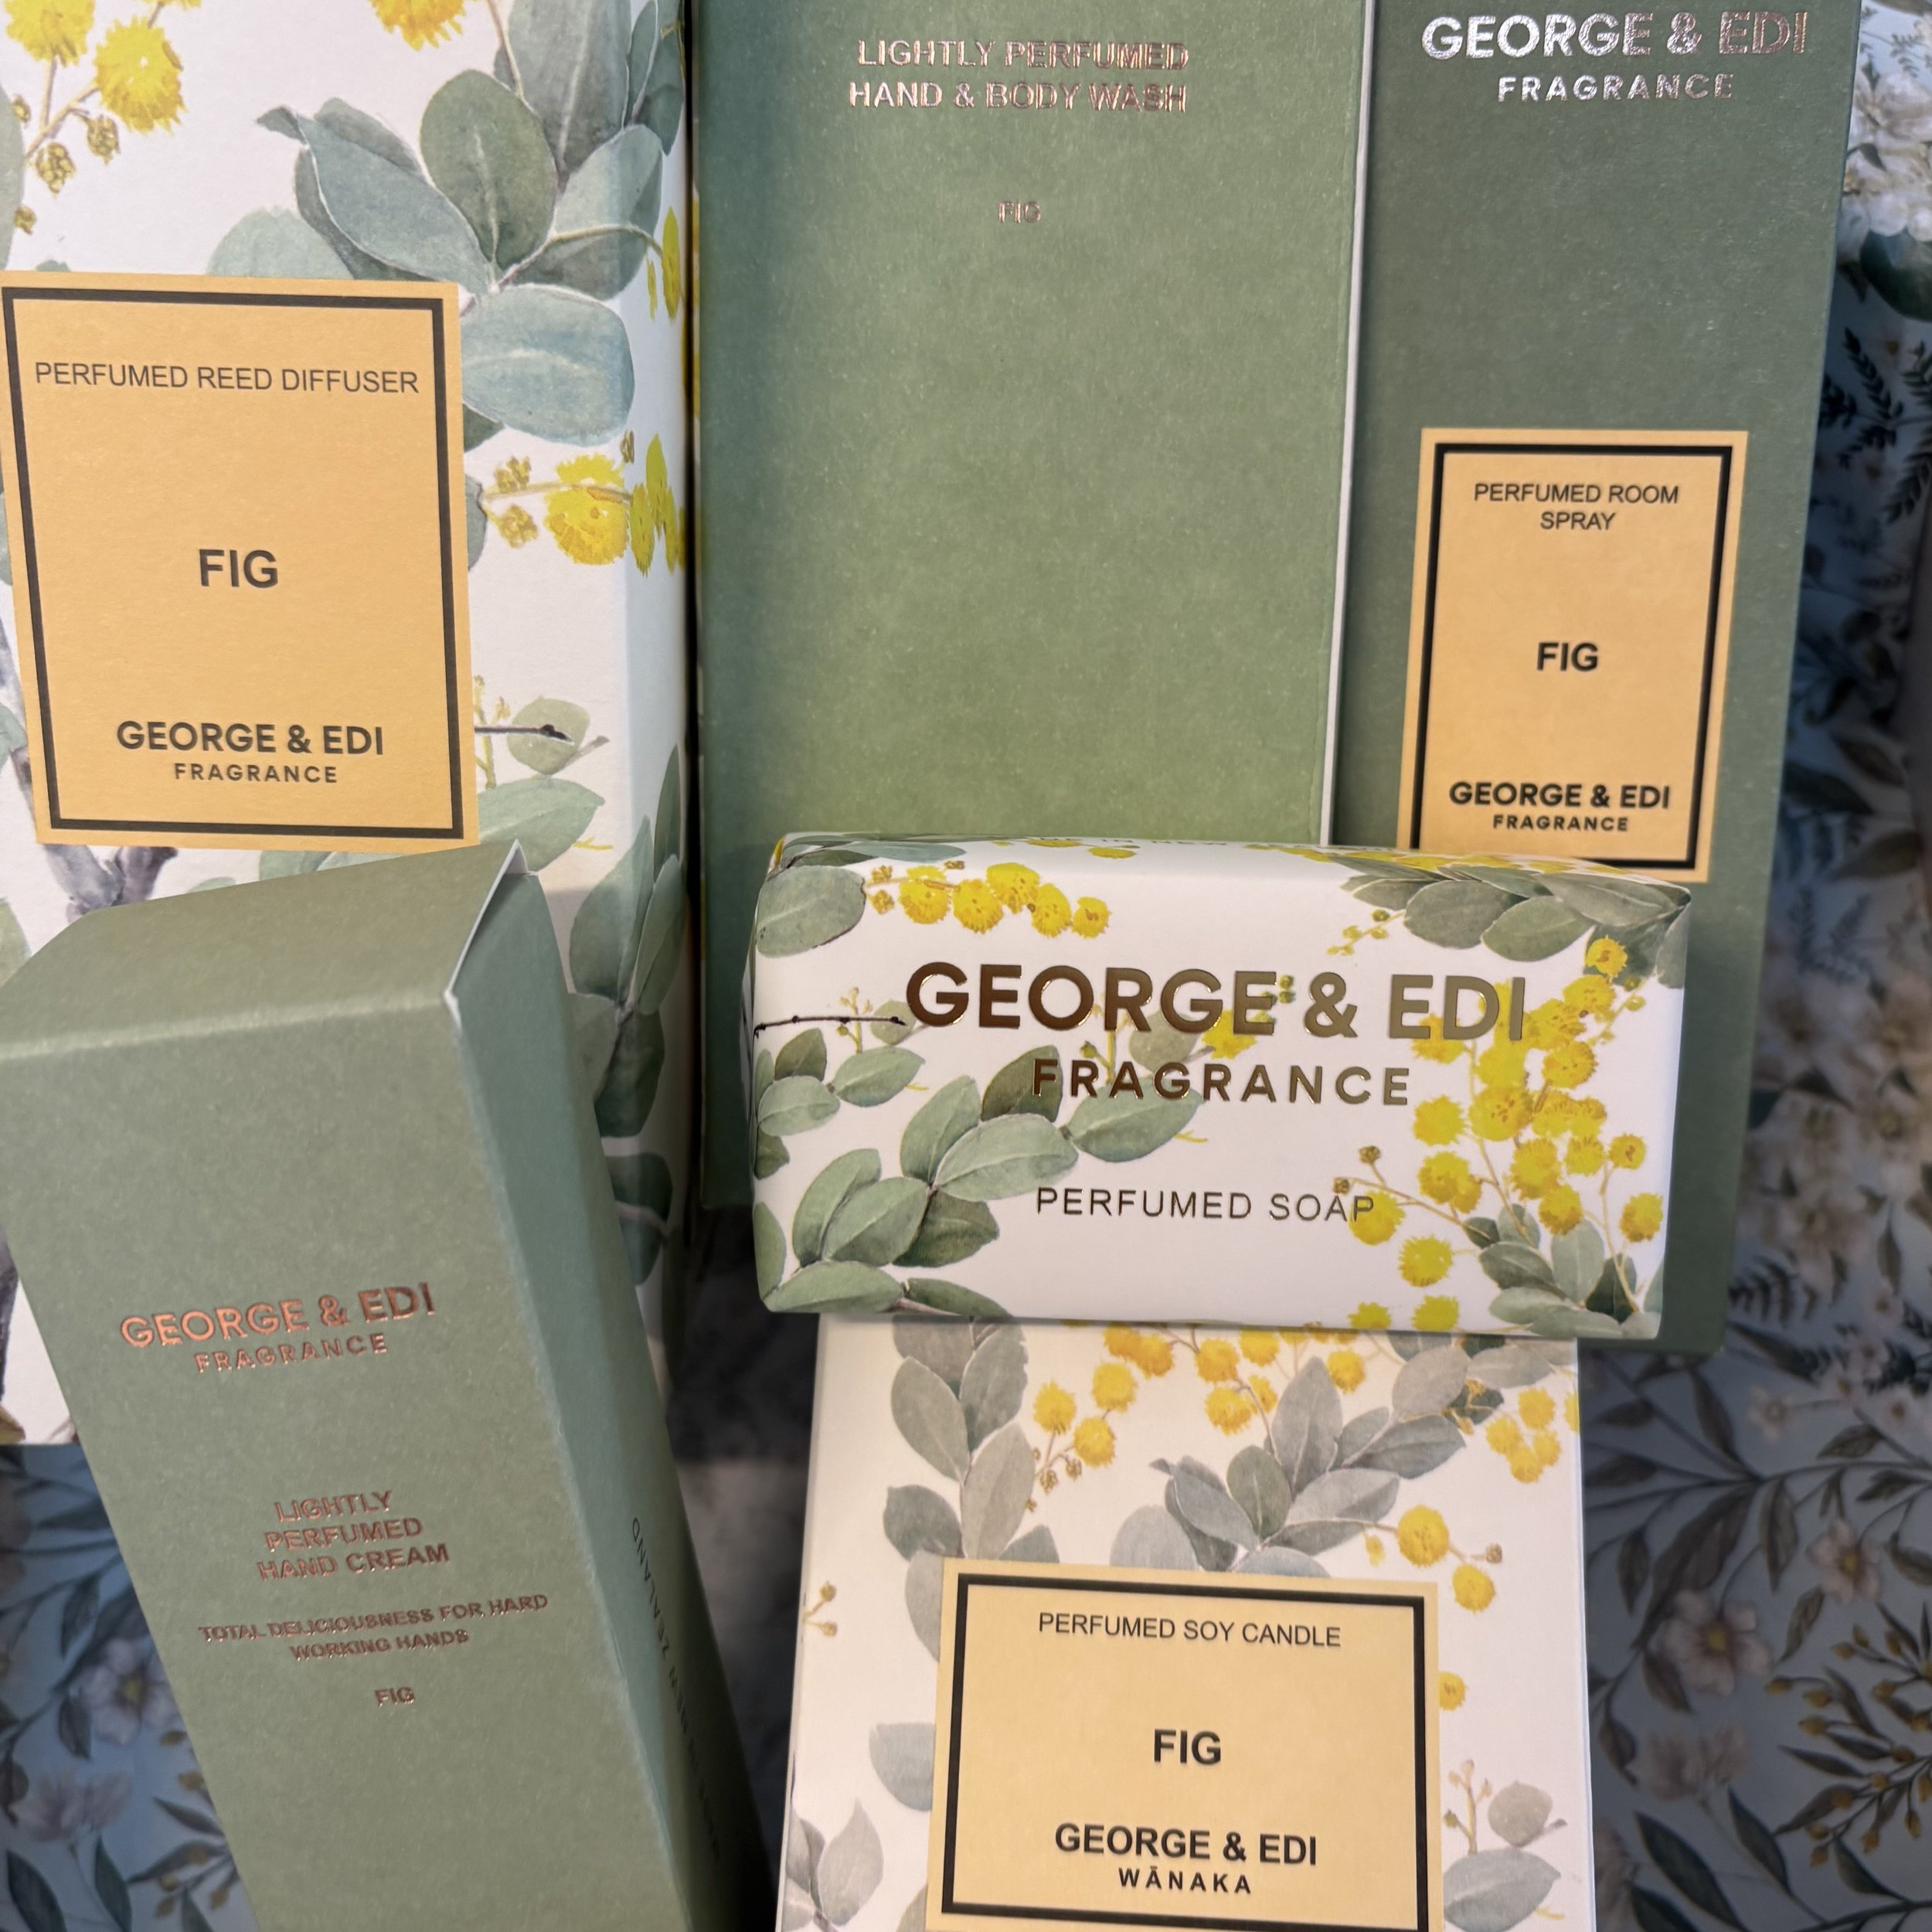 LIGHTLY PERFUMED
HAND & BODY WASH
FIG
GEORGE & EDI
FRAGRANCE
PERFUMED REED DIFFUSER
FIG
GEORGE & EDI
FRAGRANCE
PERFUMED ROOM
SPRAY
FIG
GEORGE & EDI
FRAGRANCE
GEORGE & EDI
FRAGRANCE
PERFUMED SOAP
GEORGE & EDI
FRAGRANCE
LIGHTLY
PERFUMED
HAND CREAM
TOTAL DELICIOUSNESS FOR HARD
WORKING HANDS
FIG
NEW ZEALAND
PERFUMED SOY CANDLE
FIG
GEORGE & EDI
WĀNAKA